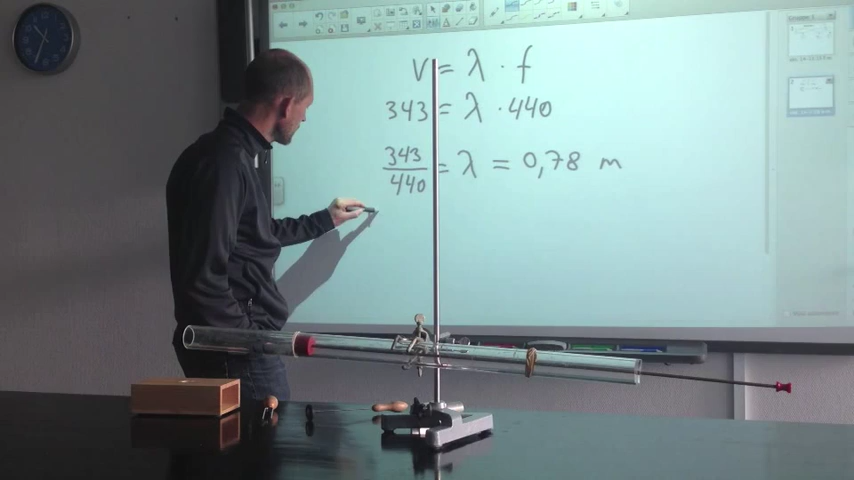 v = λ · f
343 = λ · 440
343/440 = λ = 0,78 m